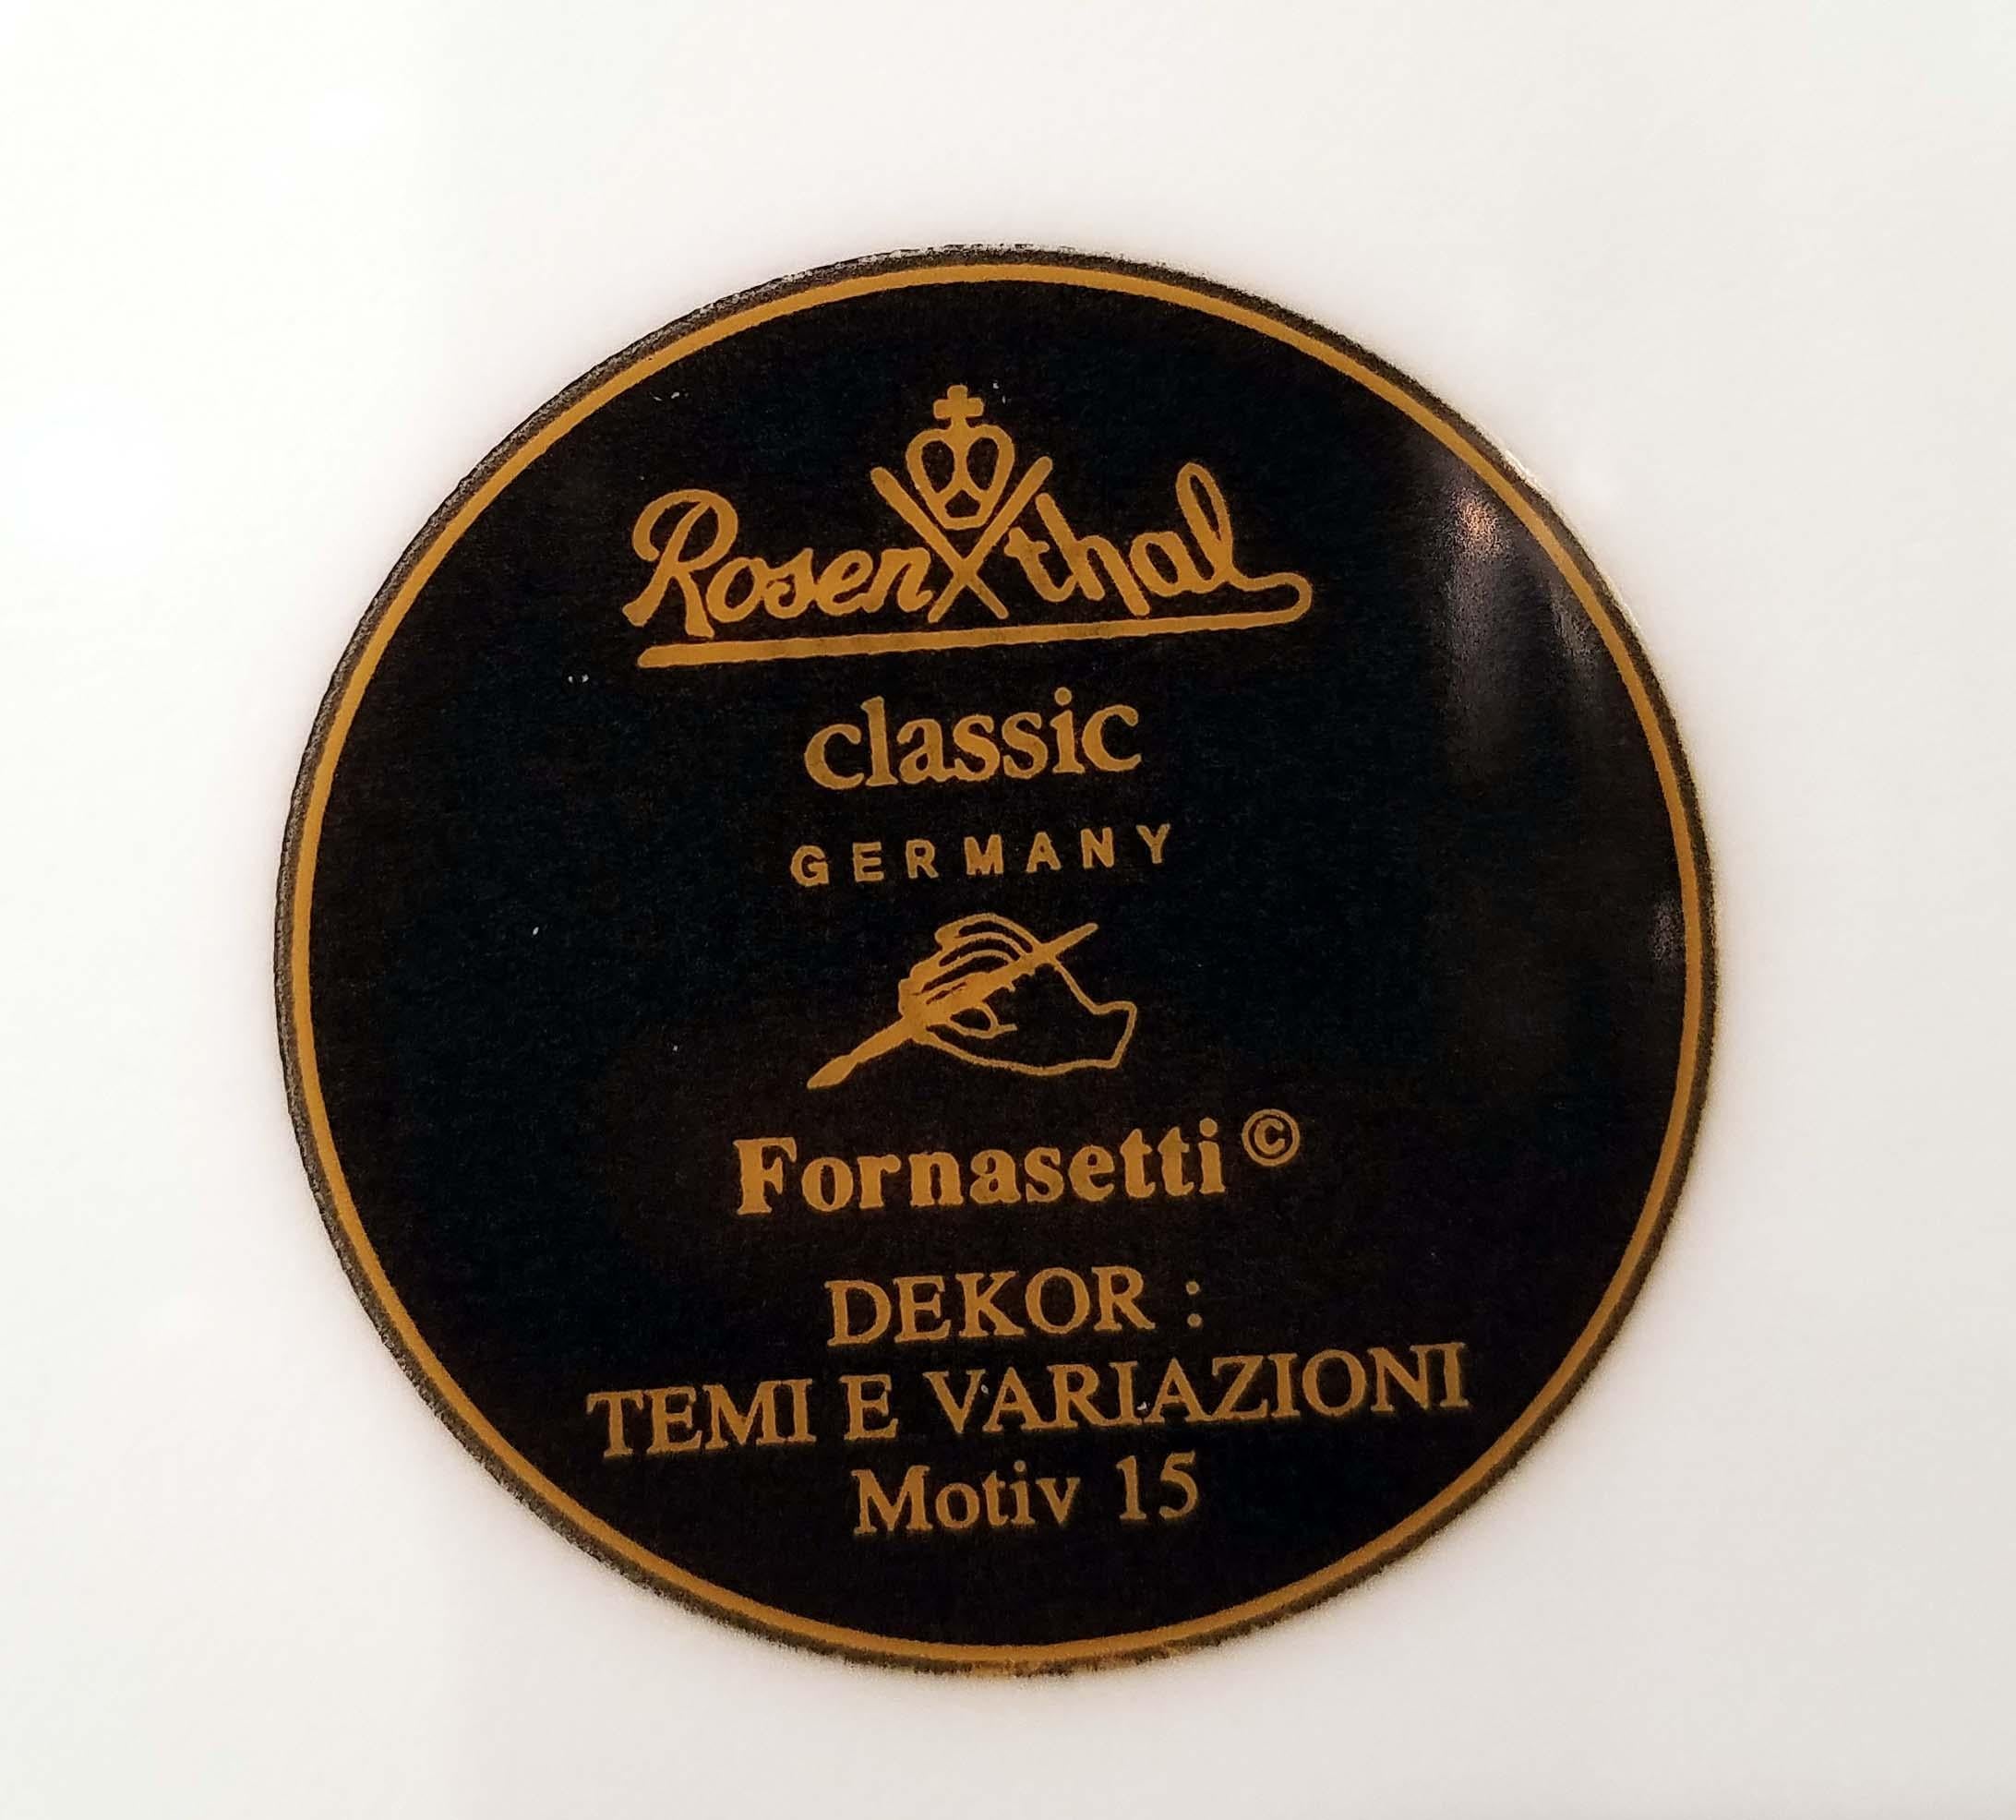 Rosenthal
classic
GERMANY
Fornasetti ©
DEKOR :
TEMI E VARIAZIONI
Motiv 15